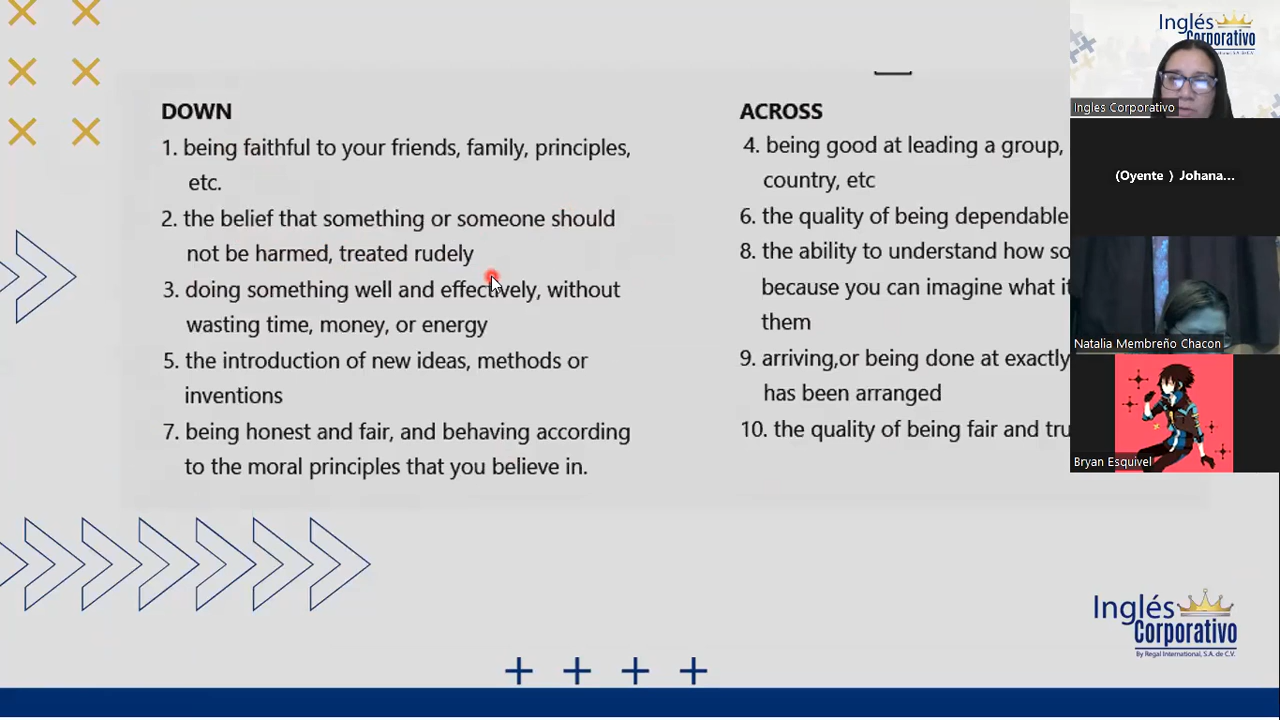 DOWN
1. being faithful to your friends, family, principles,
etc.
2. the belief that something or someone should
not be harmed, treated rudely
3. doing something well and effectively, without
wasting time, money, or energy
5. the introduction of new ideas, methods or
inventions
7. being honest and fair, and behaving according
to the moral principles that you believe in.
ACROSS
4. being good at leading a group,
country, etc
6. the quality of being dependable
8. the ability to understand how so
because you can imagine what it
them
9. arriving,or being done at exactly
has been arranged
10. the quality of being fair and tru
Inglés
Corporativo
Ingles Corporativo
(Oyente ) Johana...
Natalia Membreño Chacon
Bryan Esquivel
Inglés
Corporativo
By Regal International, S.A. de C.V.